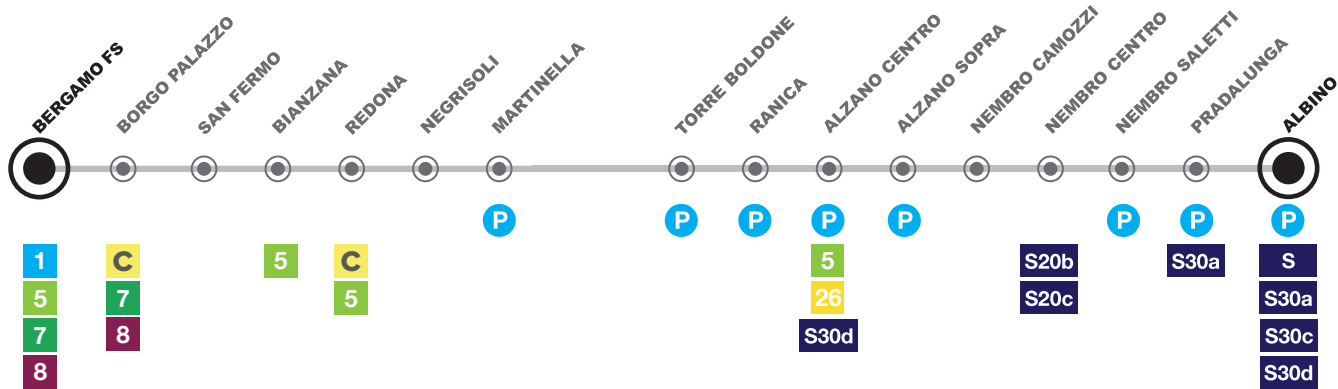 BERGAMO FS
BORGO PALAZZO
SAN FERMO
BIANZANA
REDONA
NEGRISOLI
MARTINELLA
TORRE BOLDONE
RANICA
ALZANO CENTRO
ALZANO SOPRA
NEMBRO CAMOZZI
NEMBRO CENTRO
NEMBRO SALETTI
PRADALUNGA
ALBINO
P P P P P P P P
1 C 5 C 5 S20b S30a S
5 7 5 26 S20c S30a
7 8 S30d S30c
8 S30d